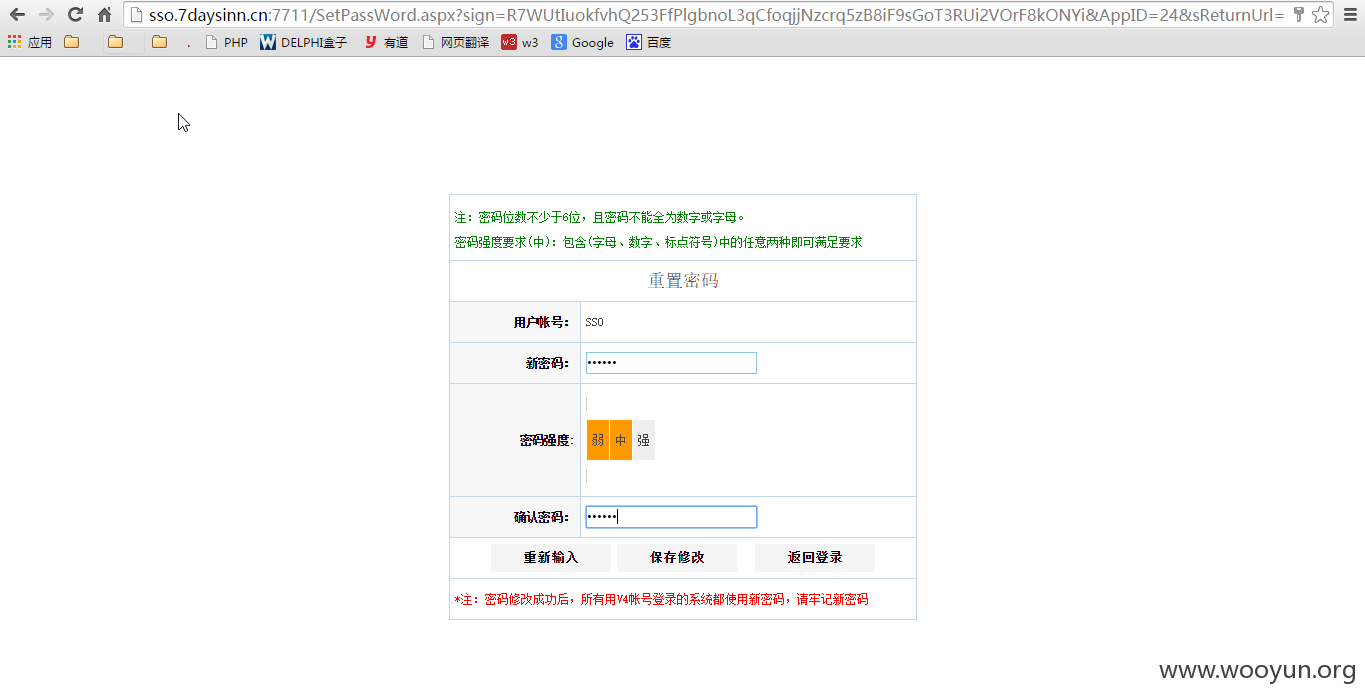 sso.7daysinn.cn:7711/SetPassWord.aspx?sign=R7WUtIuokfvhQ253FfPlgbnoL3qCfoqjjNzcrq5zB8iF9sGoT3RUi2VOrF8kONYi&AppID=24&sReturnUrl=
应用 . PHP W DELPHI盒子 y 有道 网页翻译 w3 w3 8 Google 百度
注：密码位数不少于6位，且密码不能全为数字或字母。
密码强度要求(中)：包含(字母、数字、标点符号)中的任意两种即可满足要求
重置密码
用户帐号： SSO
新密码： ••••••
密码强度: 弱 中 强
确认密码： ••••••
重新输入 保存修改 返回登录
*注：密码修改成功后，所有用V4帐号登录的系统都使用新密码，请牢记新密码
www.wooyun.org